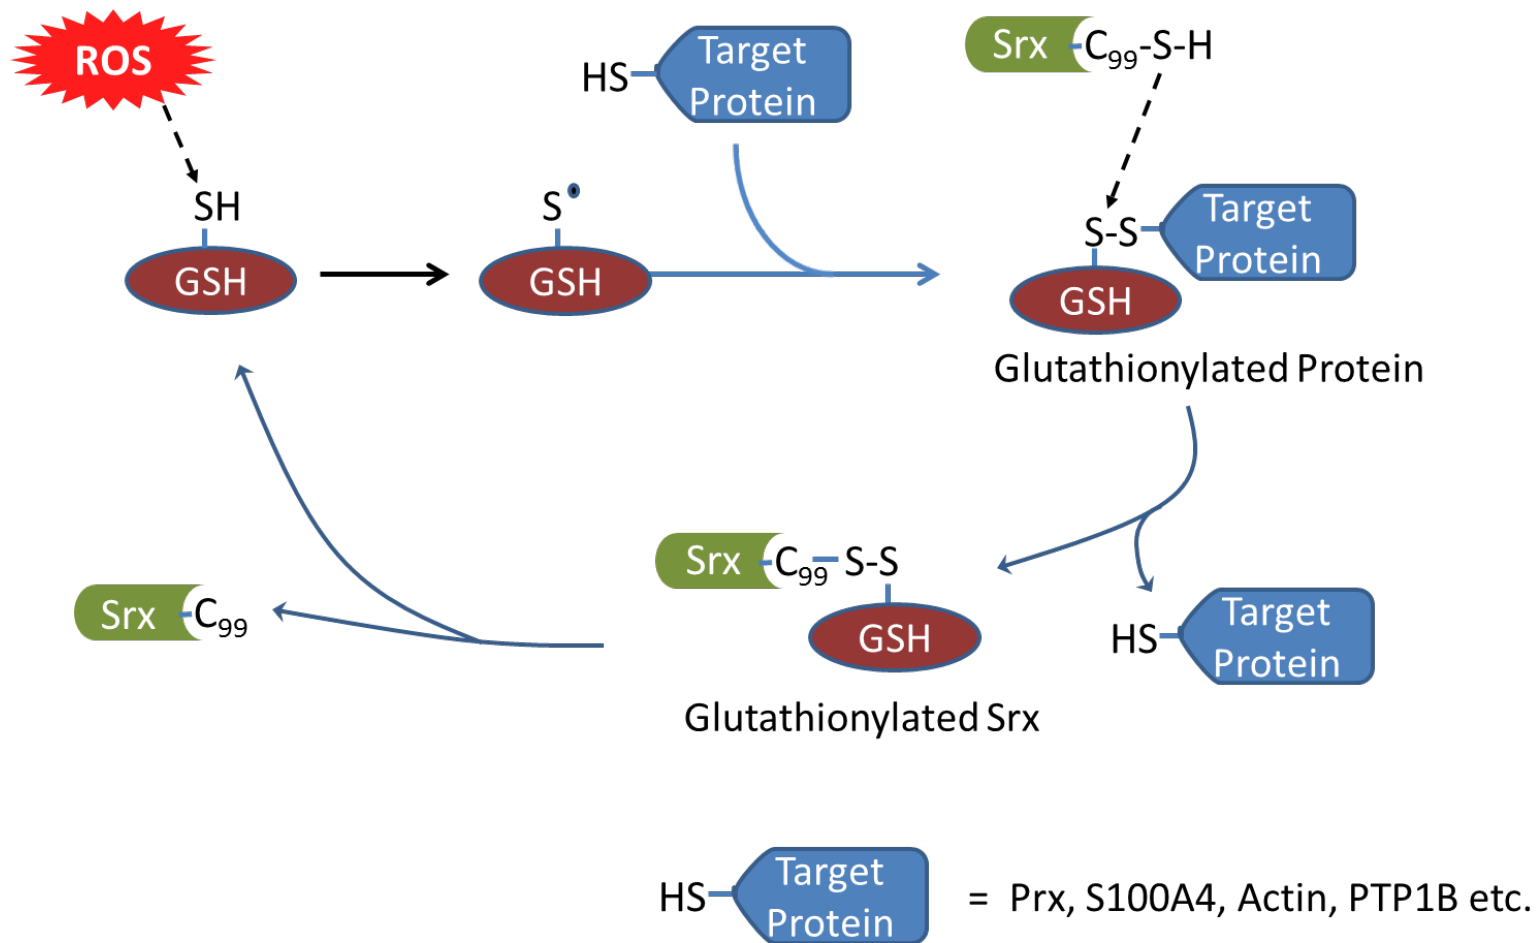 ROS
SH
GSH
S•
GSH
HS
Target
Protein
Srx
C99-S-H
S-S
Target
Protein
GSH
Glutathionylated Protein
Srx
C99
S-S
GSH
Glutathionylated Srx
HS
Target
Protein
Srx
C99
HS
Target
Protein
= Prx, S100A4, Actin, PTP1B etc.